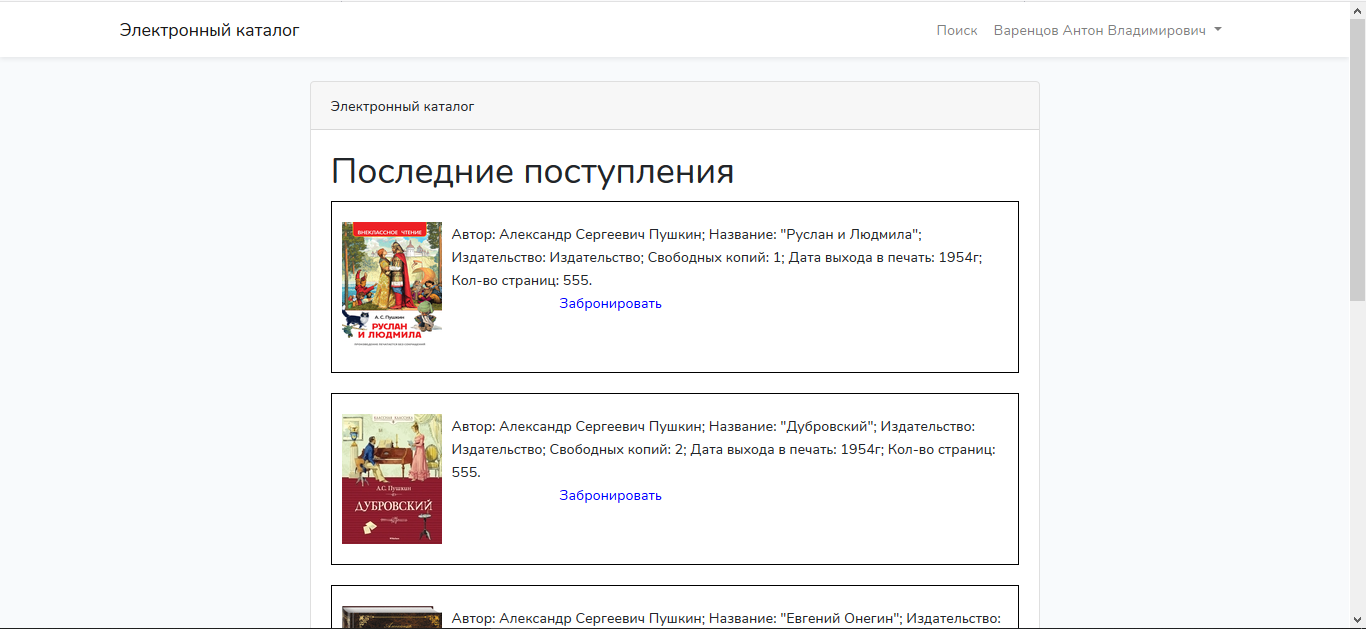 Электронный каталог
Поиск Варенцов Антон Владимирович
Электронный каталог
Последние поступления
ВНЕКЛАССНОЕ ЧТЕНИЕ
А. С. Пушкин
РУСЛАН
И ЛЮДМИЛА
Автор: Александр Сергеевич Пушкин; Название: "Руслан и Людмила";
Издательство: Издательство; Свободных копий: 1; Дата выхода в печать: 1954г;
Кол-во страниц: 555.
Забронировать
А.С. Пушкин
ДУБРОВСКИЙ
Автор: Александр Сергеевич Пушкин; Название: "Дубровский"; Издательство:
Издательство; Свободных копий: 2; Дата выхода в печать: 1954г; Кол-во страниц:
555.
Забронировать
Автор: Александр Сергеевич Пушкин; Название: "Евгений Онегин"; Издательство: